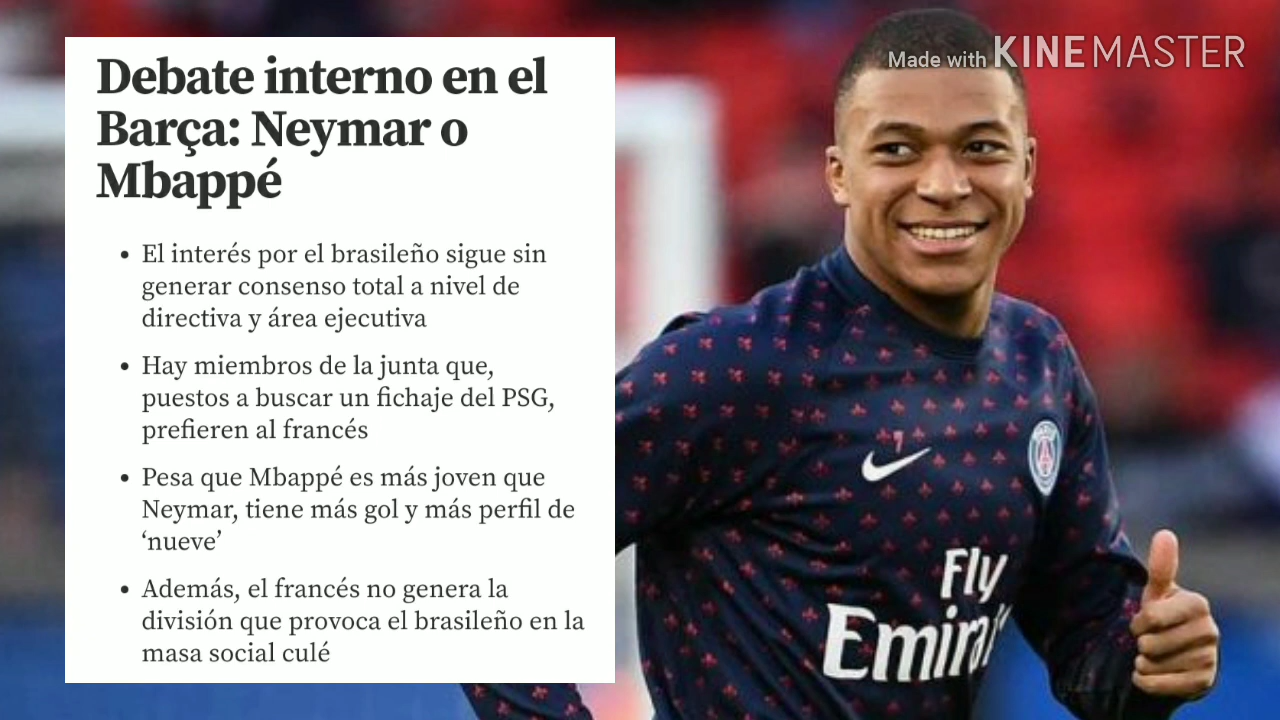 Made with KINEMASTER
Debate interno en el
Barça: Neymar o
Mbappé
• El interés por el brasileño sigue sin
generar consenso total a nivel de
directiva y área ejecutiva
• Hay miembros de la junta que,
puestos a buscar un fichaje del PSG,
prefieren al francés
• Pesa que Mbappé es más joven que
Neymar, tiene más gol y más perfil de
‘nueve’
• Además, el francés no genera la
división que provoca el brasileño en la
masa social culé
7
Fly
Emirates